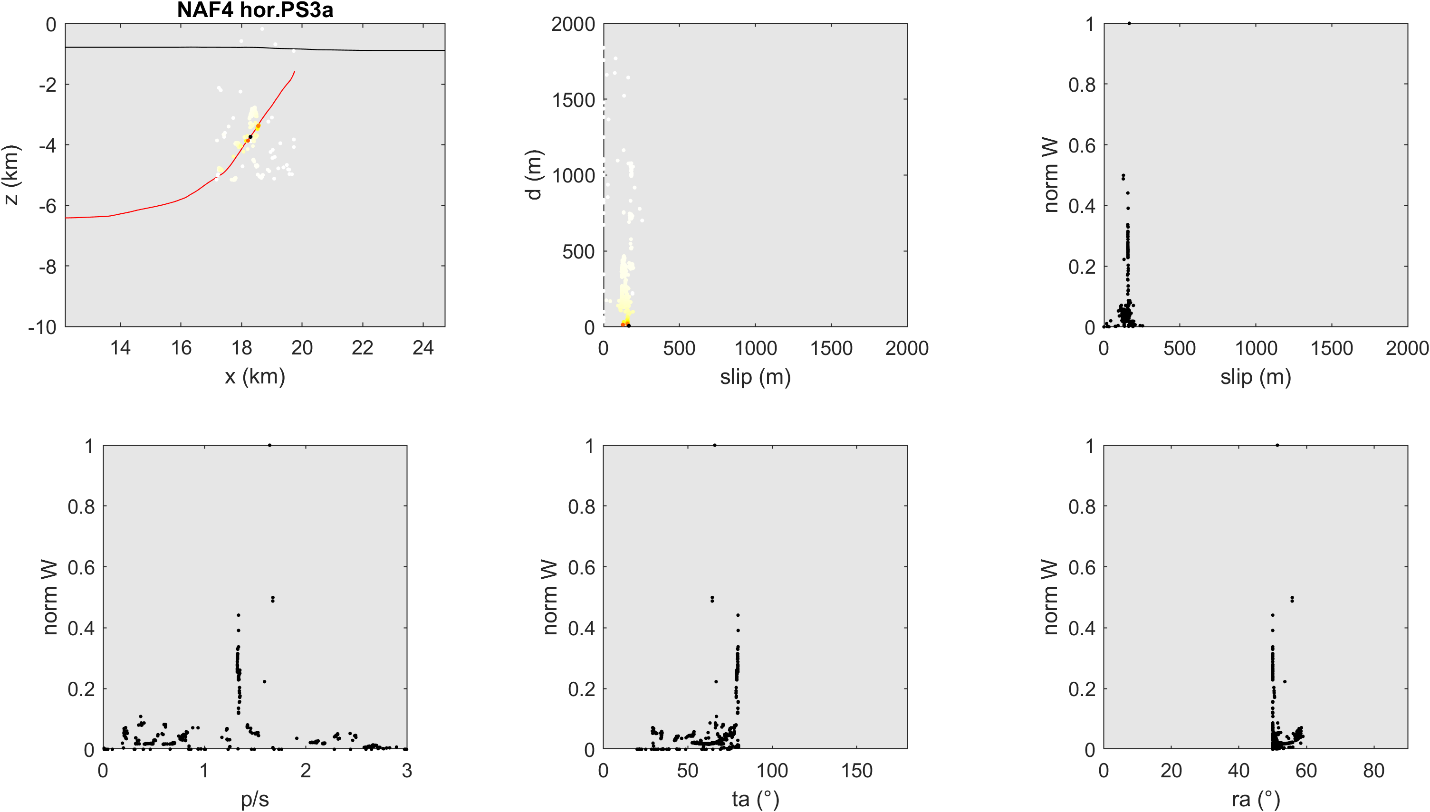 NAF4 hor.PS3a
0
-2
-4
-6
-8
-10
z (km)
14 16 18 20 22 24
x (km)
2000
1500
1000
500
0
d (m)
0 500 1000 1500 2000
slip (m)
1
0.8
0.6
0.4
0.2
0
norm W
0 500 1000 1500 2000
slip (m)
1
0.8
0.6
0.4
0.2
0
norm W
0 1 2 3
p/s
1
0.8
0.6
0.4
0.2
0
norm W
0 50 100 150
ta (°)
1
0.8
0.6
0.4
0.2
0
norm W
0 20 40 60 80
ra (°)